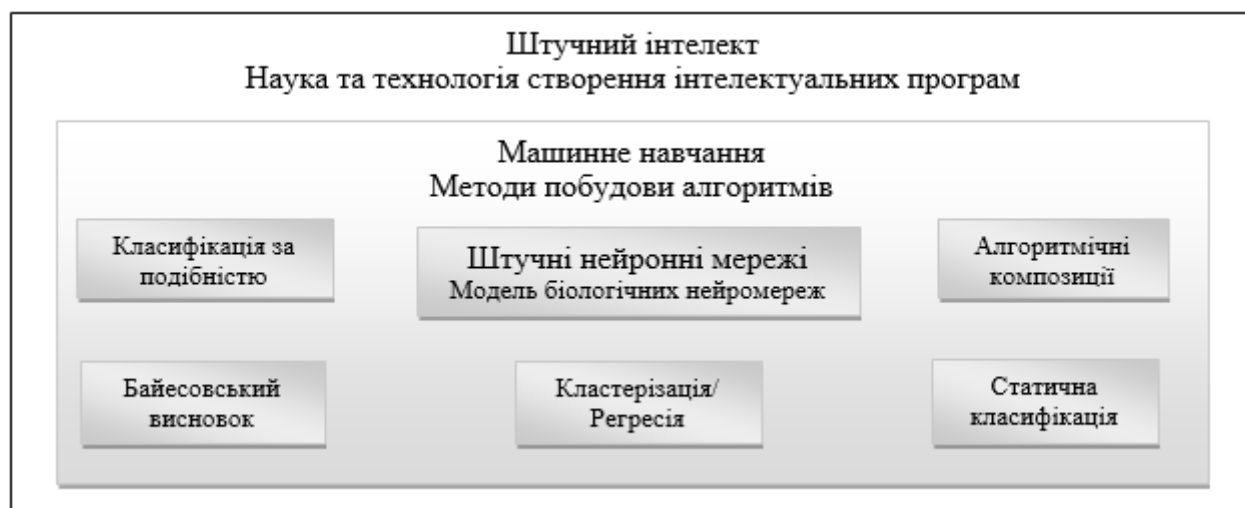 Штучний інтелект
Наука та технологія створення інтелектуальних програм
Машинне навчання
Методи побудови алгоритмів
Класифікація за
подібністю
Штучні нейронні мережі
Модель біологічних нейромереж
Алгоритмічні
композиції
Байесовський
висновок
Кластерізація/
Регресія
Статична
класифікація